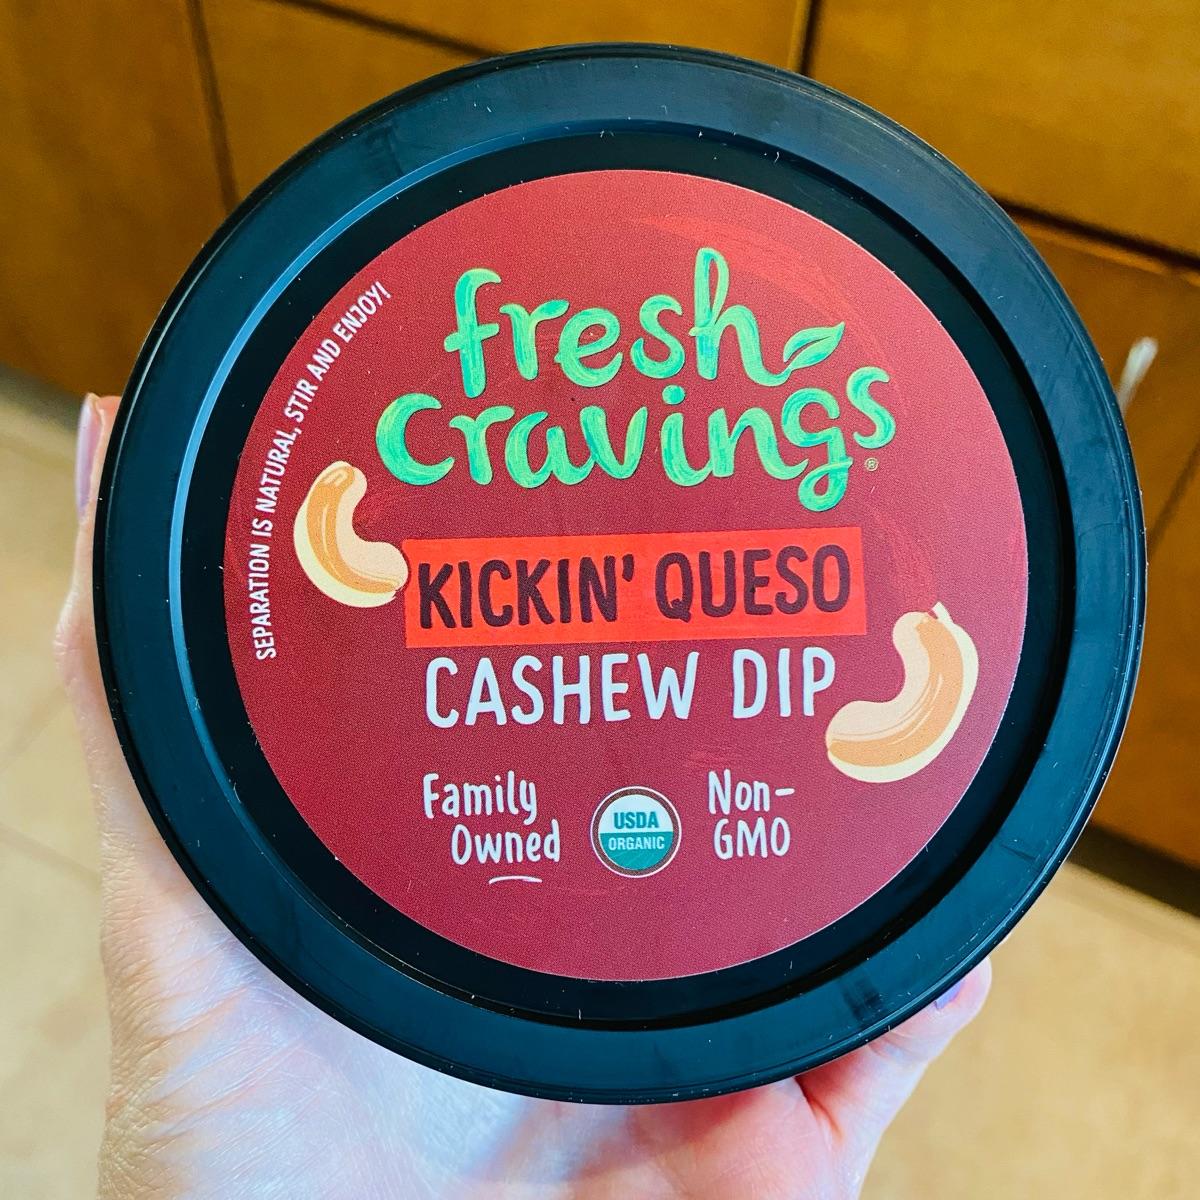 SEPARATION IS NATURAL, STIR AND ENJOY!
fresh
cravings®
KICKIN' QUESO
CASHEW DIP
Family
Owned
USDA
ORGANIC
Non-
GMO